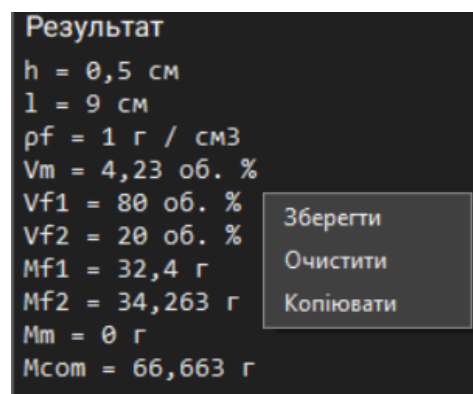 Результат
h = 0,5 см
l = 9 см
ρf = 1 г / см3
Vm = 4,23 об. %
Vf1 = 80 об. %
Vf2 = 20 об. %
Mf1 = 32,4 г
Mf2 = 34,263 г
Mm = 0 г
Mcom = 66,663 г
Зберегти
Очистити
Копіювати